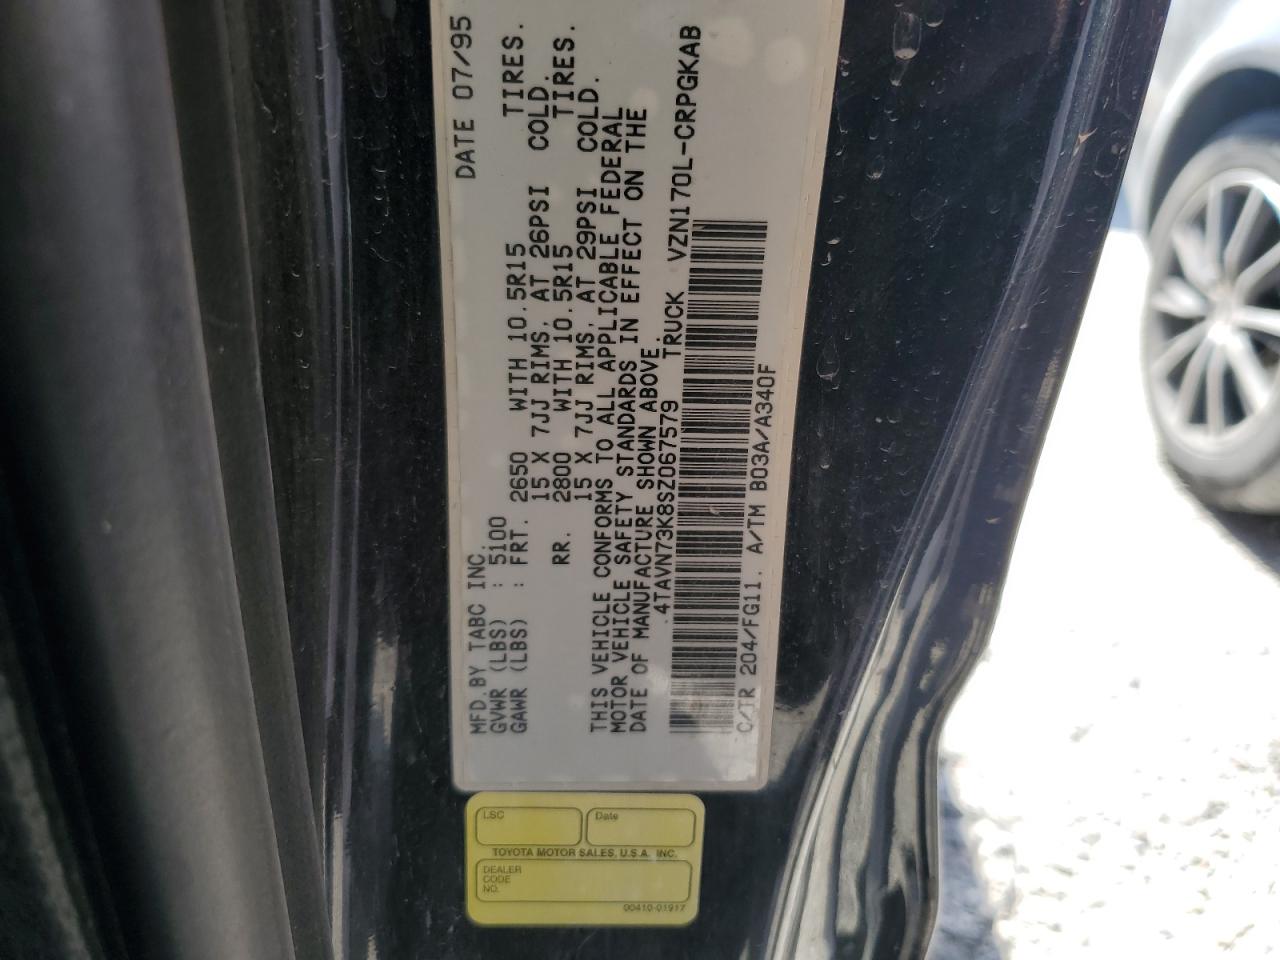 MFD.BY TABC INC. DATE 07/95
GVWR (LBS) : 5100
GAWR (LBS) : FRT. 2650 WITH 10.5R15 TIRES.
15 X 7JJ RIMS, AT 26PSI COLD.
RR. 2800 WITH 10.5R15 TIRES.
15 X 7JJ RIMS, AT 29PSI COLD.
THIS VEHICLE CONFORMS TO ALL APPLICABLE FEDERAL
MOTOR VEHICLE SAFETY STANDARDS IN EFFECT ON THE
DATE OF MANUFACTURE SHOWN ABOVE.
4TAVN73K8SZ067579 TRUCK VZN170L-CRPGKAB
C/TR 204/FG11. A/TM B03A/A340F
LSC Date
TOYOTA MOTOR SALES, U.S.A. INC.
DEALER
CODE
NO.
00410-01917